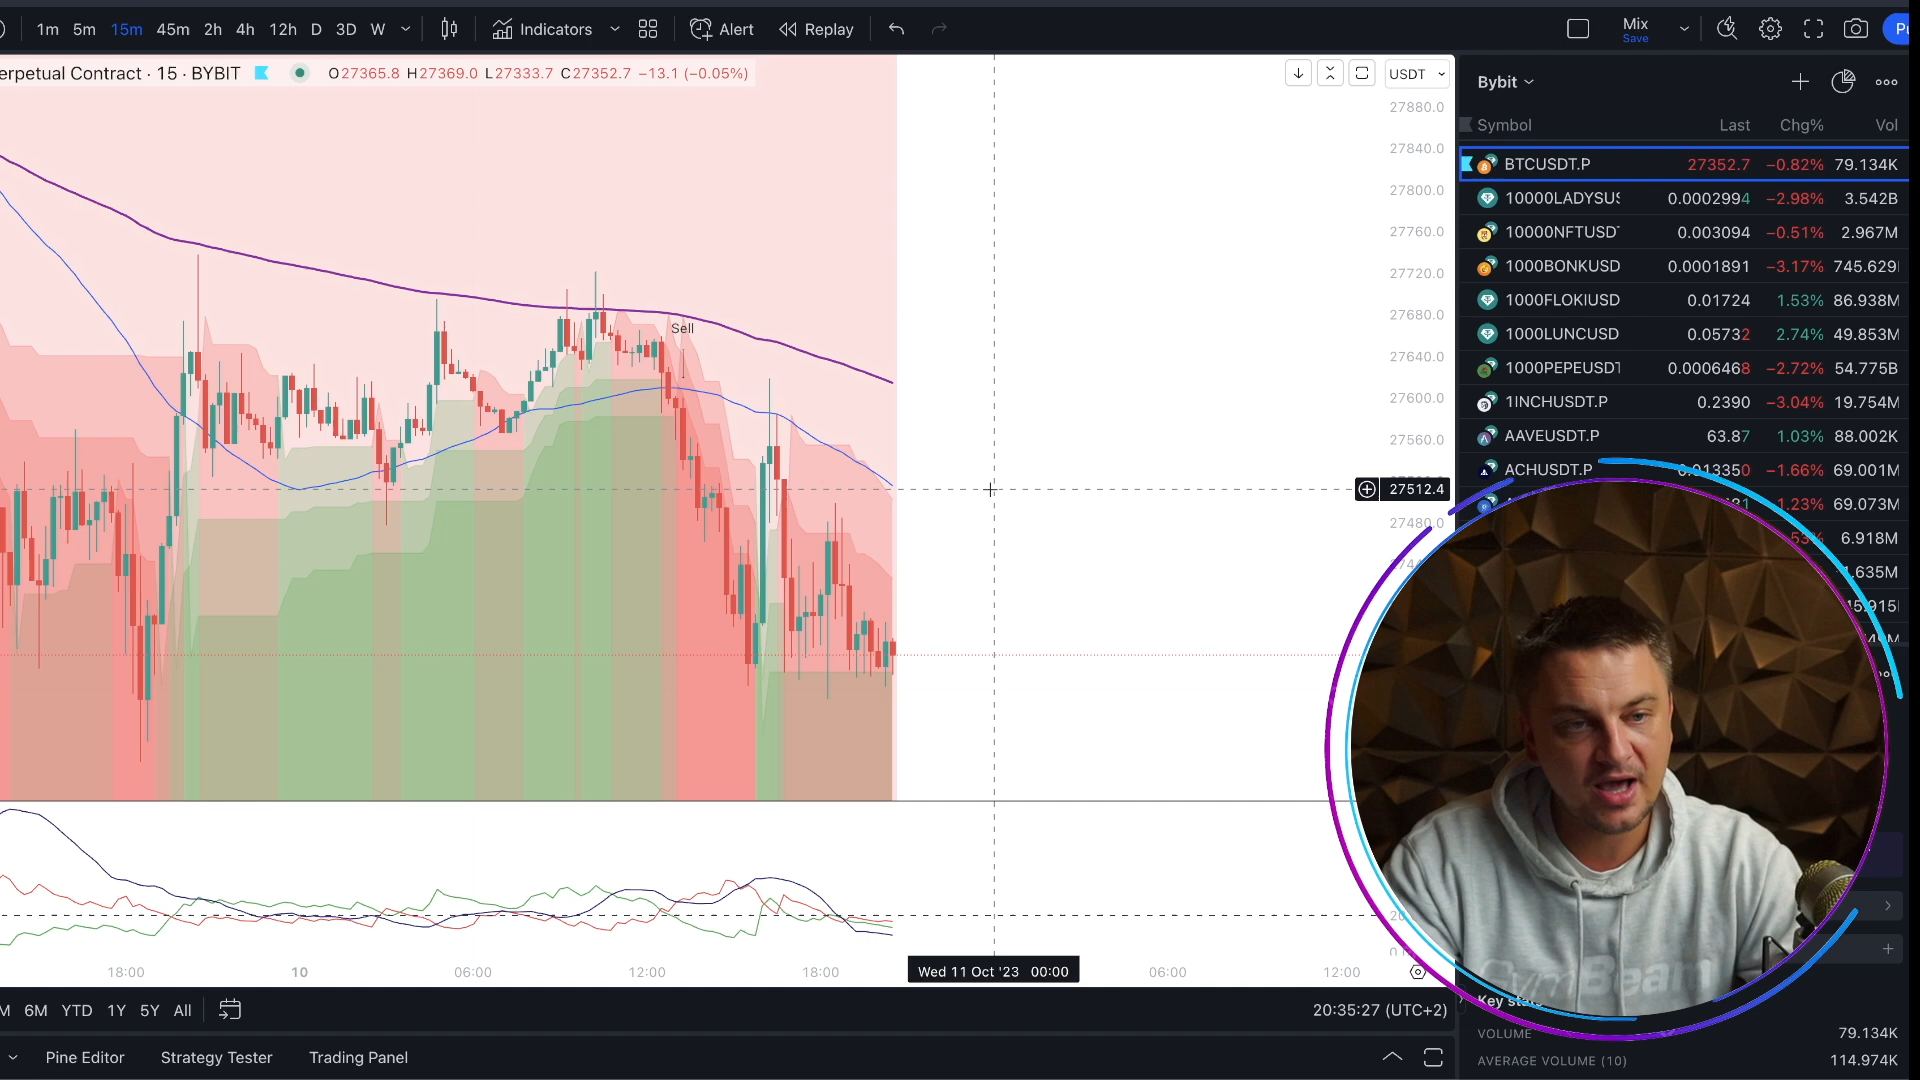 1m 5m 15m 45m 2h 4h 12h D 3D W Indicators Alert Replay Mix
Save
erpetual Contract · 15 · BYBIT O27365.8 H27369.0 L27333.7 C27352.7 −13.1 (−0.05%)
USDT
27880.0
27840.0
27800.0
27760.0
27720.0
27680.0
27640.0
27600.0
27560.0
27512.4
27480.0
Sell
18:00 10 06:00 12:00 18:00 Wed 11 Oct '23 00:00 06:00 12:00
6M YTD 1Y 5Y All
20:35:27 (UTC+2)
Pine Editor Strategy Tester Trading Panel
Bybit
Symbol Last Chg% Vol
BTCUSDT.P 27352.7 −0.82% 79.134K
10000LADYSUS 0.0002994 −2.98% 3.542B
10000NFTUSDT 0.003094 −0.51% 2.967M
1000BONKUSD 0.0001891 −3.17% 745.629
1000FLOKIUSD 0.01724 1.53% 86.938M
1000LUNCUSD 0.05732 2.74% 49.853M
1000PEPEUSDT 0.0006468 −2.72% 54.775B
1INCHUSDT.P 0.2390 −3.04% 19.754M
AAVEUSDT.P 63.87 1.03% 88.002K
ACHUSDT.P 0.013350 −1.66% 69.001M
1.23% 69.073M
6.918M
GymBeam
VOLUME 79.134K
AVERAGE VOLUME (10) 114.974K